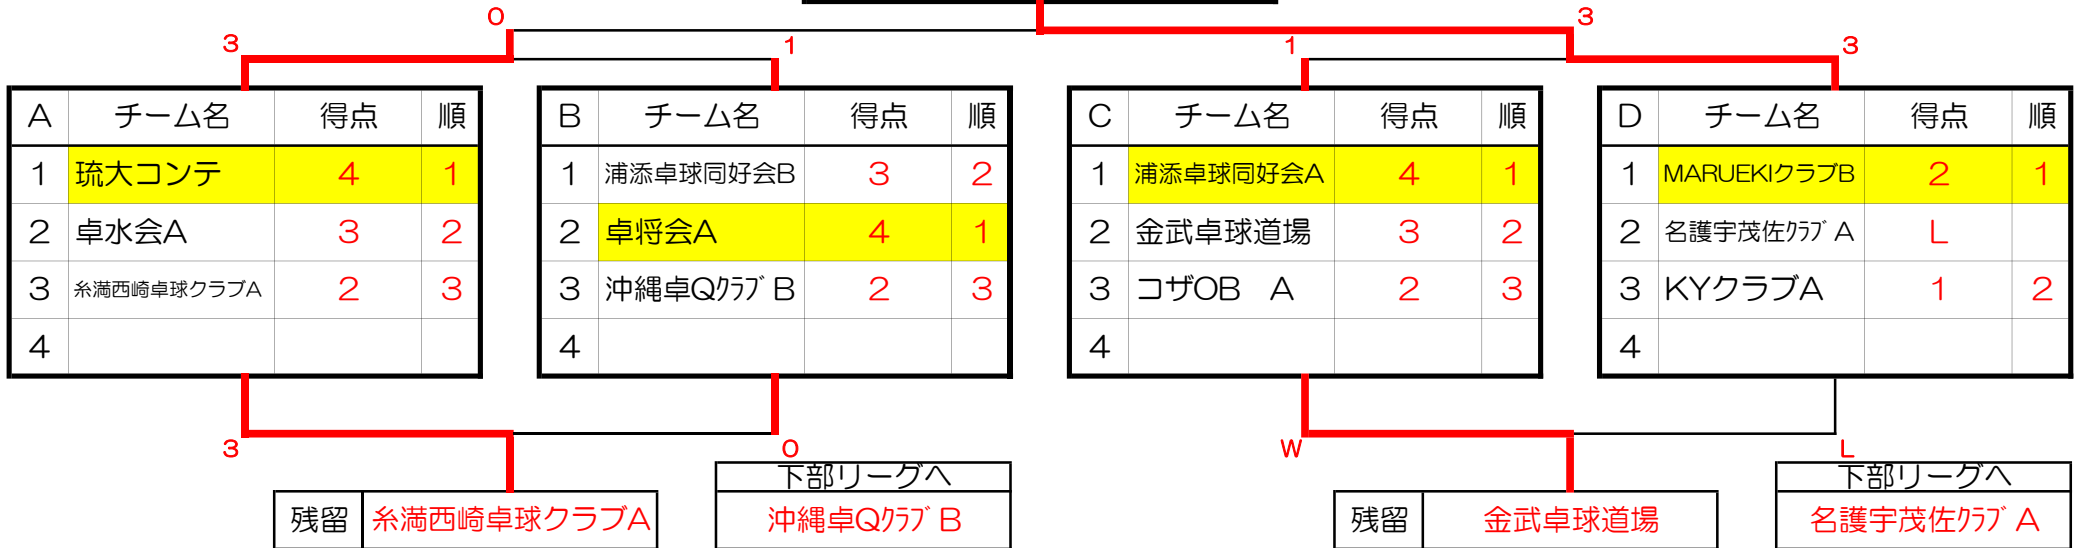 0 3
3 1 1 3
A チーム名 得点 順 B チーム名 得点 順 C チーム名 得点 順 D チーム名 得点 順
1 琉大コンテ 4 1 1 浦添卓球同好会B 3 2 1 浦添卓球同好会A 4 1 1 MARUEKIクラブB 2 1
2 卓水会A 3 2 2 卓将会A 4 1 2 金武卓球道場 3 2 2 名護宇茂佐ｸﾗﾌﾞA L
3 糸満西崎卓球クラブA 2 3 3 沖縄卓QｸﾗﾌﾞB 2 3 3 コザOB A 2 3 3 KYクラブA 1 2
4 4 4 4
3 0 W L
下部リーグへ 下部リーグへ
残留 糸満西崎卓球クラブA 沖縄卓QｸﾗﾌﾞB 残留 金武卓球道場 名護宇茂佐ｸﾗﾌﾞA